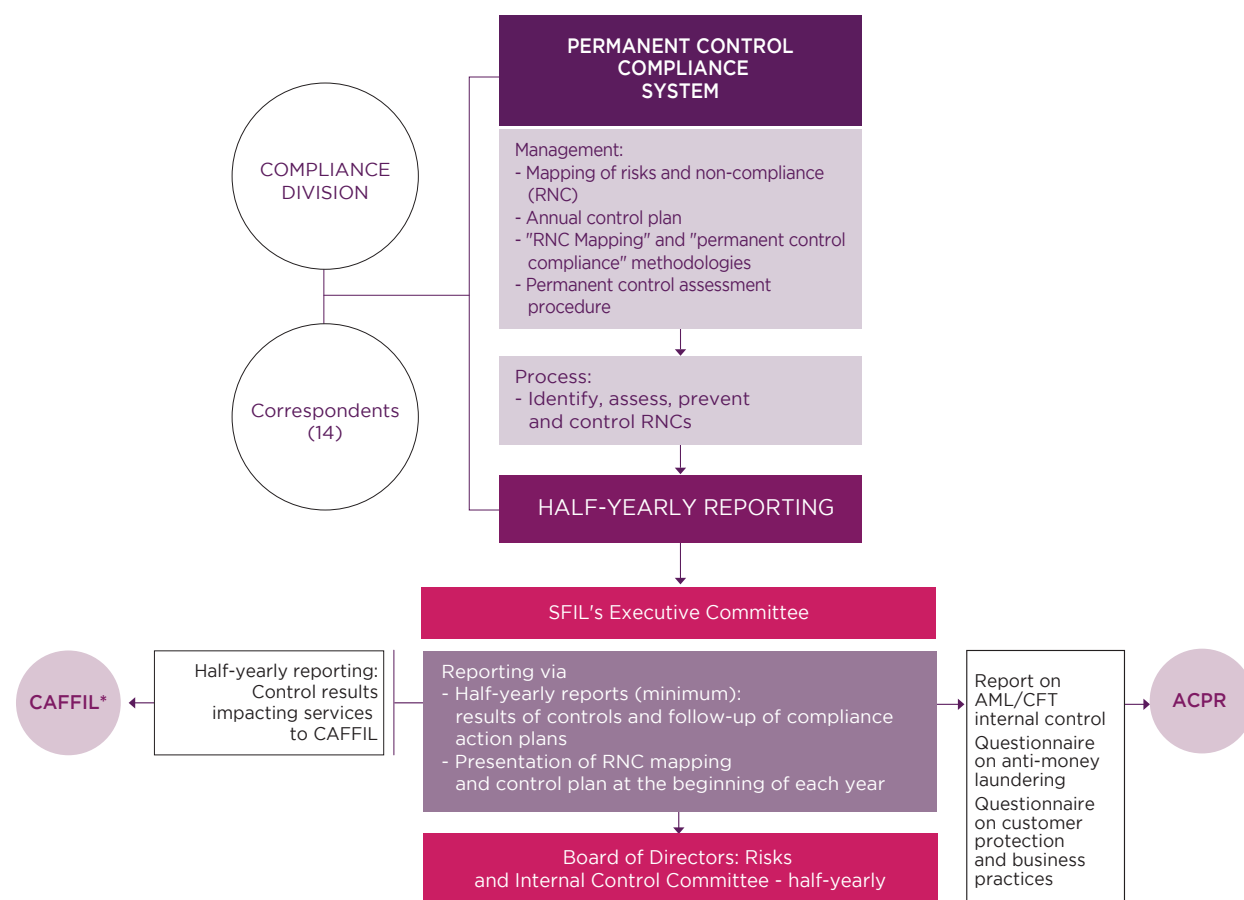 PERMANENT CONTROL
COMPLIANCE
SYSTEM
COMPLIANCE
DIVISION
Management:
- Mapping of risks and non-compliance
(RNC)
- Annual control plan
- "RNC Mapping" and "permanent control
compliance" methodologies
- Permanent control assessment
procedure
Process:
- Identify, assess, prevent
and control RNCs
Correspondents
(14)
HALF-YEARLY REPORTING
SFIL's Executive Committee
CAFFIL*
Half-yearly reporting:
Control results
impacting services
to CAFFIL
Reporting via
- Half-yearly reports (minimum):
results of controls and follow-up of compliance
action plans
- Presentation of RNC mapping
and control plan at the beginning of each year
Report on
AML/CFT
internal control
Questionnaire
on anti-money
laundering
Questionnaire
on customer
protection
and business
practices
ACPR
Board of Directors: Risks
and Internal Control Committee - half-yearly